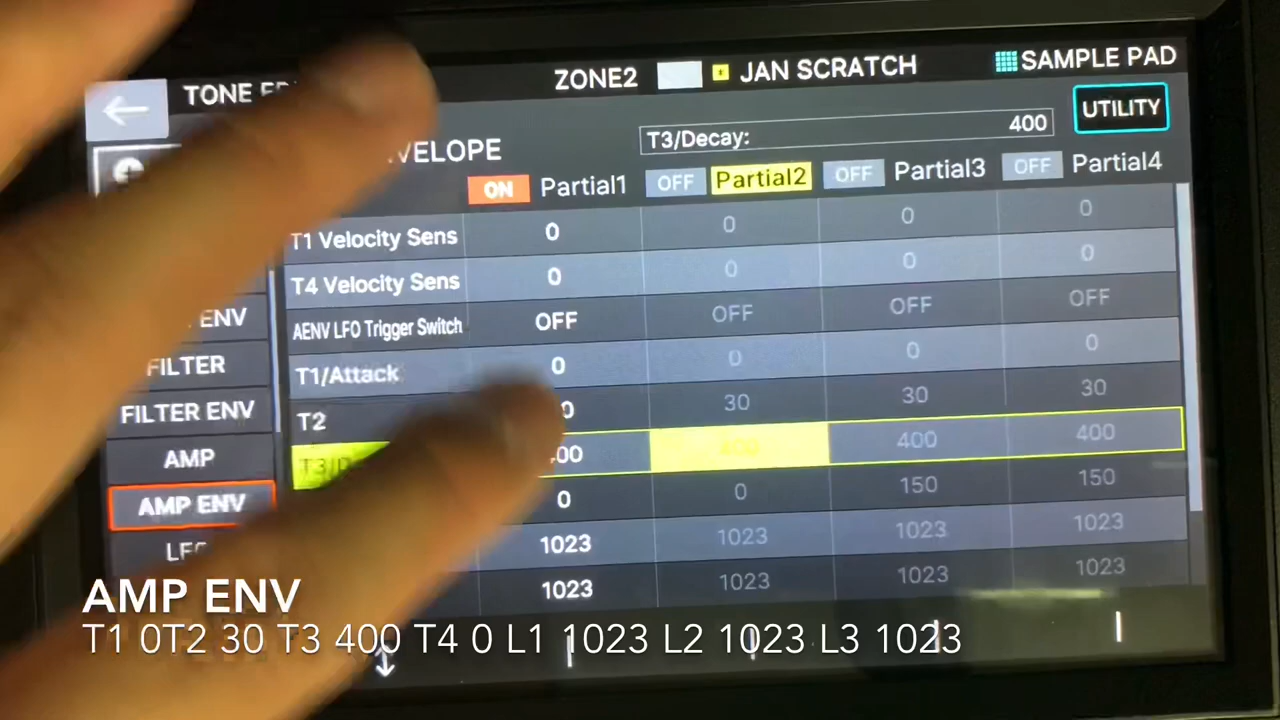 TONE
ZONE2 JAN SCRATCH SAMPLE PAD
T3/Decay: 400 UTILITY
ON Partial1 OFF Partial2 OFF Partial3 OFF Partial4
T1 Velocity Sens 0 0 0 0
T4 Velocity Sens 0 0 0 0
AENV LFO Trigger Switch OFF OFF OFF OFF
T1/Attack 0 0 0 0
T2 30 30 30
400 400 400
0 0 150 150
1023 1023 1023 1023
1023 1023 1023 1023
ENV
FILTER
FILTER ENV
AMP
AMP ENV
AMP ENV
T1 0T2 30 T3 400 T4 0 L1 1023 L2 1023 L3 1023